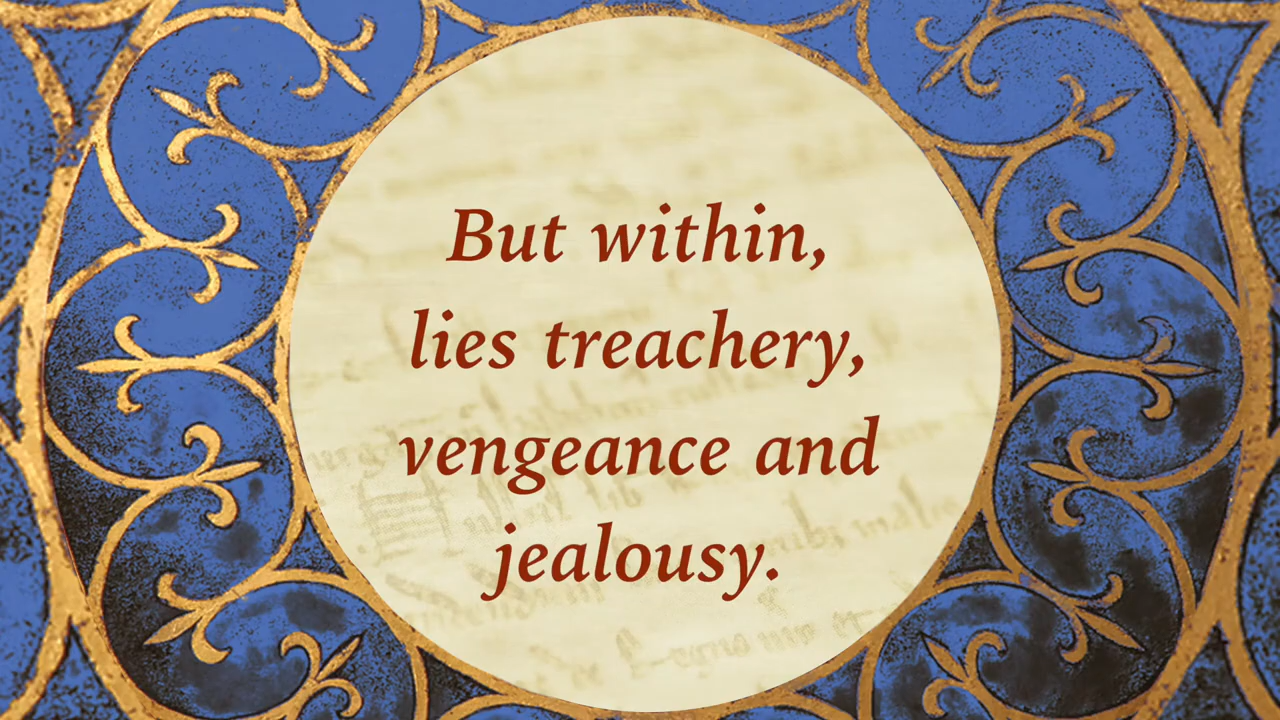 But within,
lies treachery,
vengeance and
jealousy.